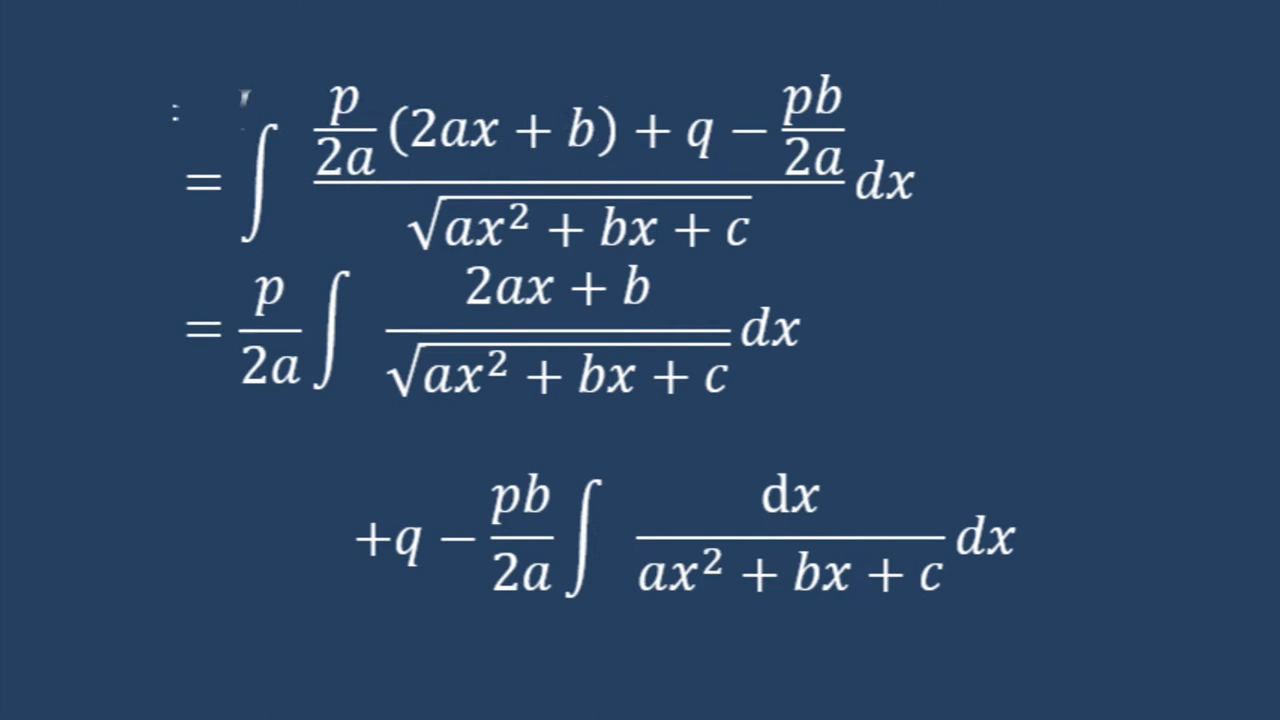 = ∫ (p/2a (2ax + b) + q − pb/2a) / √(ax² + bx + c) dx
= p/2a ∫ (2ax + b) / √(ax² + bx + c) dx
+q − pb/2a ∫ dx / (ax² + bx + c) dx